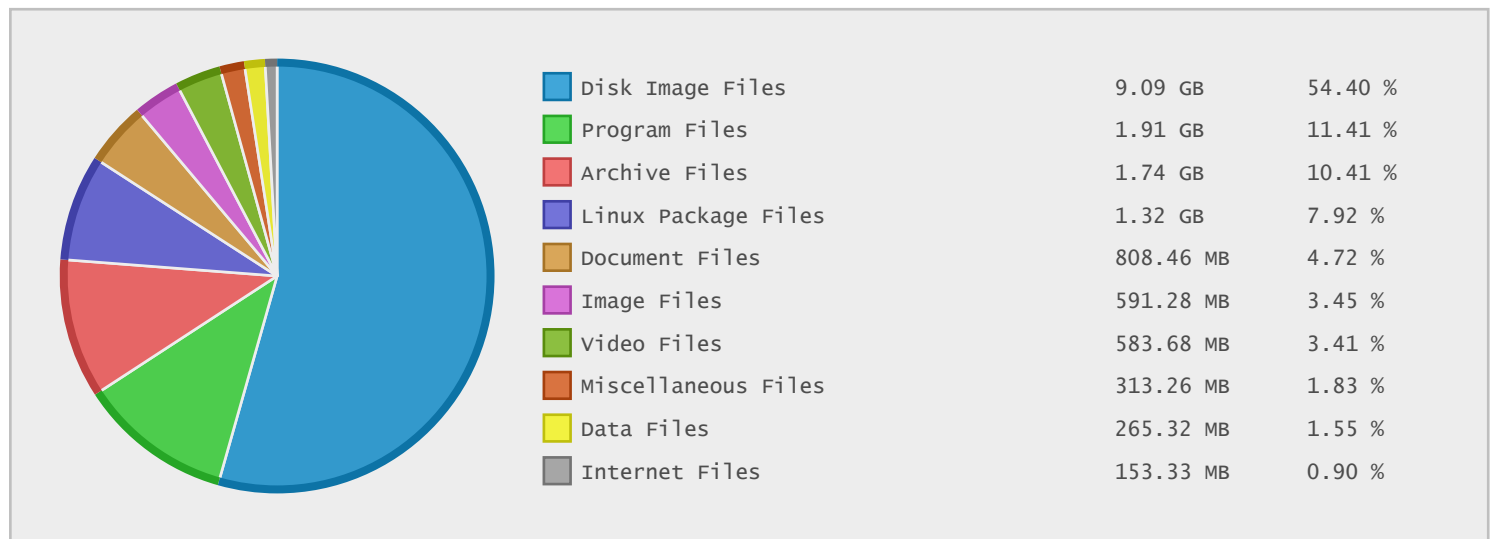 Disk Image Files 9.09 GB 54.40 %
Program Files 1.91 GB 11.41 %
Archive Files 1.74 GB 10.41 %
Linux Package Files 1.32 GB 7.92 %
Document Files 808.46 MB 4.72 %
Image Files 591.28 MB 3.45 %
Video Files 583.68 MB 3.41 %
Miscellaneous Files 313.26 MB 1.83 %
Data Files 265.32 MB 1.55 %
Internet Files 153.33 MB 0.90 %